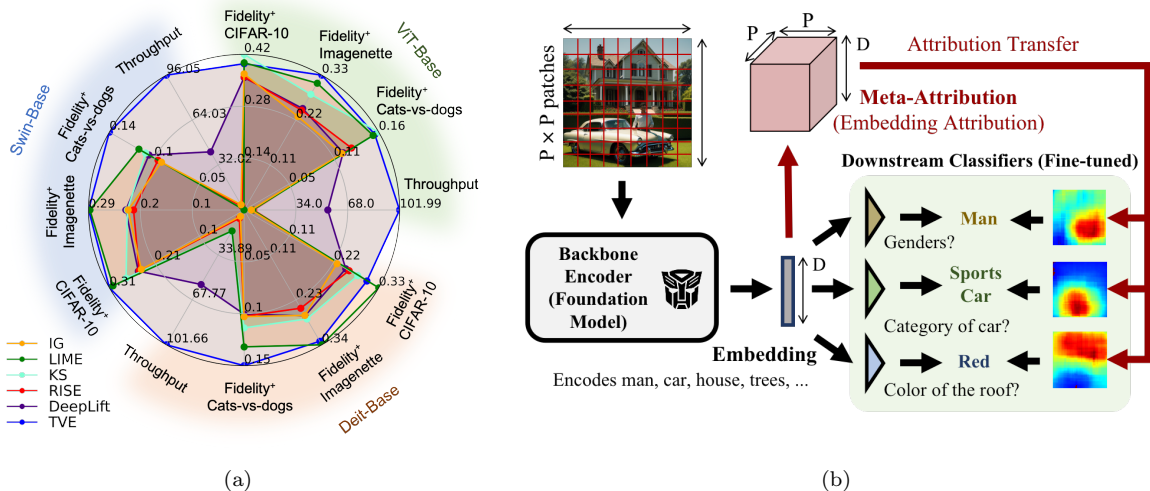 Fidelity⁺
CIFAR-10
0.42
Fidelity⁺
Imagenette
0.33
ViT-Base
Fidelity⁺
Cats-vs-dogs
0.16
Throughput
101.99
68.0
34.0
0.28
0.14
0.22
0.11
0.11
0.05
Throughput
96.05
64.03
32.02
Fidelity⁺
Cats-vs-dogs
0.14
0.1
0.05
Swin-Base
Fidelity⁺
Imagenette
0.29
0.2
0.1
Fidelity⁺
CIFAR-10
0.31
0.21
0.1
Throughput
101.66
67.77
33.89
Fidelity⁺
Cats-vs-dogs
0.15
0.1
0.05
Fidelity⁺
Imagenette
0.34
0.23
0.11
Fidelity⁺
CIFAR-10
0.33
0.22
0.11
Deit-Base
IG
LIME
KS
RISE
DeepLift
TVE
(a)
P
P × P patches
P
P
D
Attribution Transfer
Meta-Attribution
(Embedding Attribution)
Downstream Classifiers (Fine-tuned)
Backbone
Encoder
(Foundation
Model)
D
Embedding
Encodes man, car, house, trees, ...
Man
Genders?
Sports
Car
Category of car?
Red
Color of the roof?
(b)